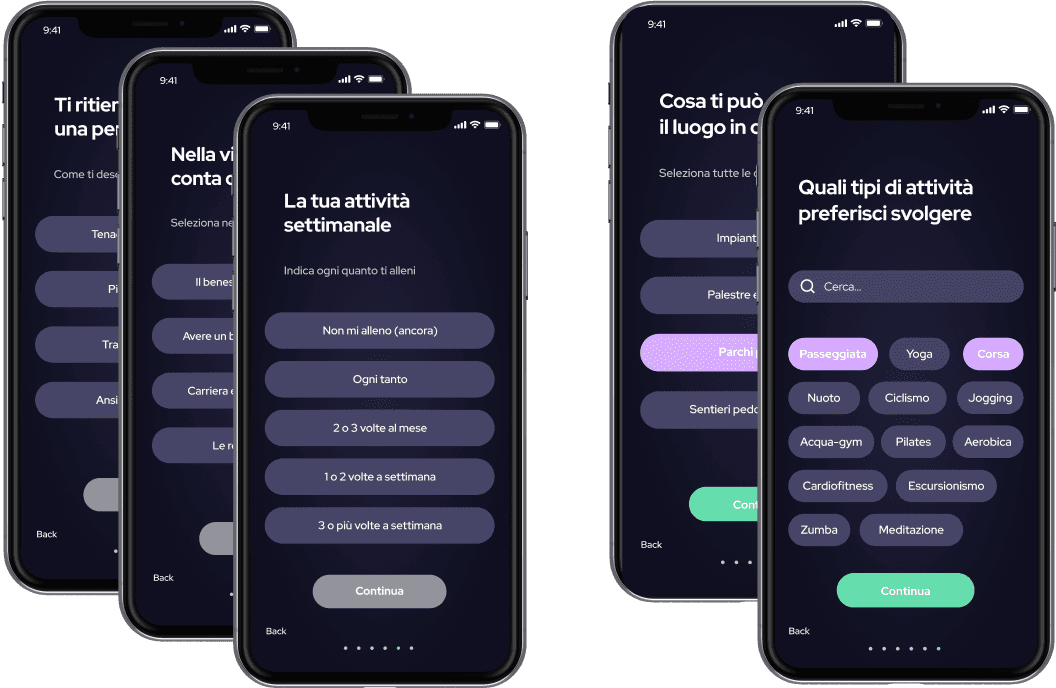 9:41
Ti ritien
una per
Come ti desc
Tena
Pi
Tra
Ansi
Back
9:41
Nella vi
conta
Seleziona ne
Il benes
Avere un b
Carriera e
Le re
Back
9:41
La tua attività
settimanale
Indica ogni quanto ti alleni
Non mi alleno (ancora)
Ogni tanto
2 o 3 volte al mese
1 o 2 volte a settimana
3 o più volte a settimana
Continua
Back
9:41
Cosa ti può
il luogo in c
Seleziona tutte le
Impiant
Palestre e
Parchi
Sentieri pedo
Cont
Back
9:41
Quali tipi di attività
preferisci svolgere
Cerca...
Passeggiata Yoga Corsa
Nuoto Ciclismo Jogging
Acqua-gym Pilates Aerobica
Cardiofitness Escursionismo
Zumba Meditazione
Continua
Back